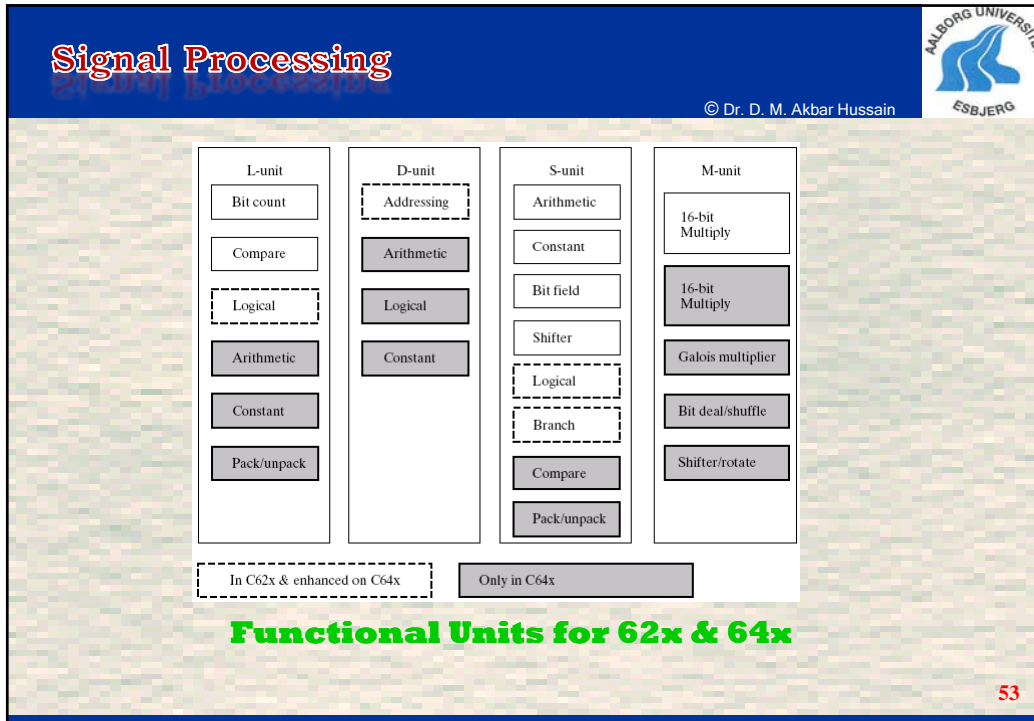 Signal Processing
© Dr. D. M. Akbar Hussain
AALBORG UNIVERSITE
ESBJERG
L-unit
Bit count
Compare
Logical
Arithmetic
Constant
Pack/unpack
D-unit
Addressing
Arithmetic
Logical
Constant
S-unit
Arithmetic
Constant
Bit field
Shifter
Logical
Branch
Compare
Pack/unpack
M-unit
16-bit
Multiply
16-bit
Multiply
Galois multiplier
Bit deal/shuffle
Shifter/rotate
In C62x & enhanced on C64x
Only in C64x
Functional Units for 62x & 64x
53